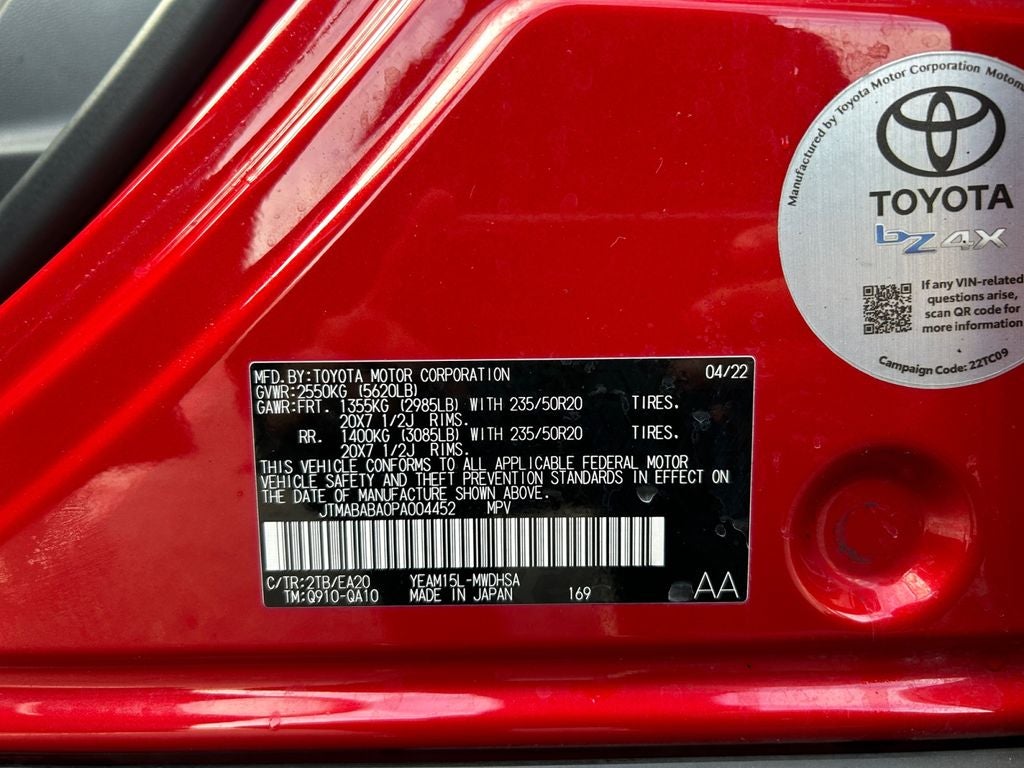 Manufactured by Toyota Motor Corporation
TOYOTA
bZ4X
If any VIN-related
questions arise,
scan QR code for
more information
Campaign Code: 22TC09
MFD.BY:TOYOTA MOTOR CORPORATION 04/22
GVWR:2550KG (5620LB)
GAWR:FRT. 1355KG (2985LB) WITH 235/50R20 TIRES.
20X7 1/2J RIMS.
RR. 1400KG (3085LB) WITH 235/50R20 TIRES.
20X7 1/2J RIMS.
THIS VEHICLE CONFORMS TO ALL APPLICABLE FEDERAL MOTOR
VEHICLE SAFETY AND THEFT PREVENTION STANDARDS IN EFFECT ON
THE DATE OF MANUFACTURE SHOWN ABOVE.
JTMABABA0PA004452 MPV
C/TR:2TB/EA20 YEAM15L-MWDHSA
TM:Q910-QA10 MADE IN JAPAN 169 AA